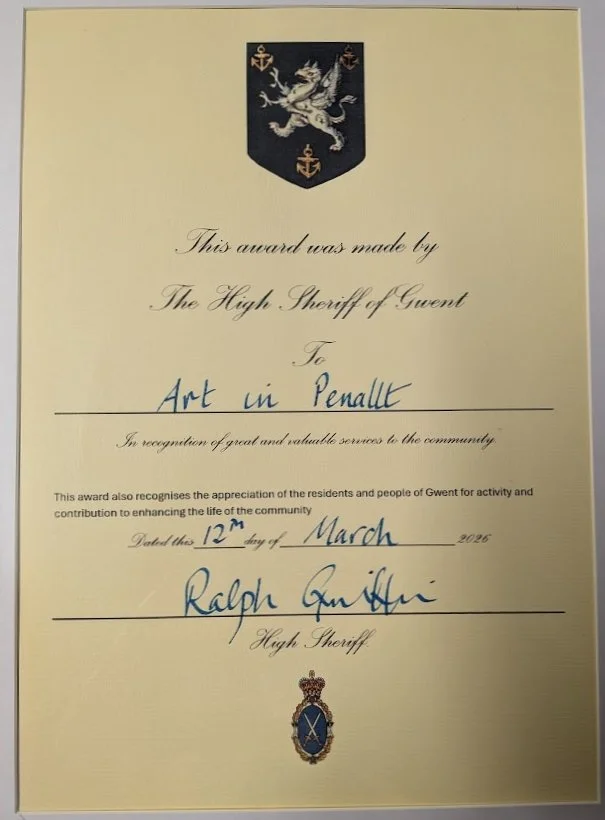 This award was made by
The High Sheriff of Gwent
To
Art in Penallt
In recognition of great and valuable services to the community.
This award also recognises the appreciation of the residents and people of Gwent for activity and
contribution to enhancing the life of the community
Dated this 12th day of March 2026
Ralph Griffin
High Sheriff.